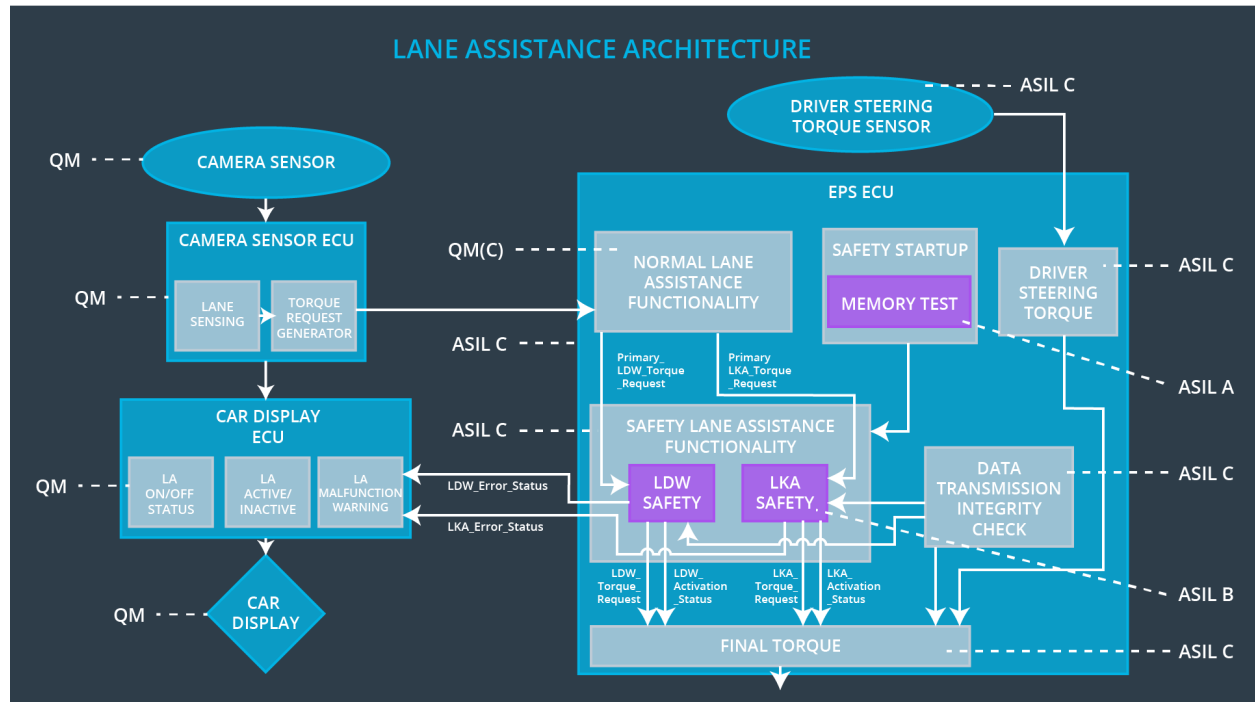 LANE ASSISTANCE ARCHITECTURE
ASIL C
DRIVER STEERING
TORQUE SENSOR
QM
CAMERA SENSOR
EPS ECU
CAMERA SENSOR ECU
QM(C)
NORMAL LANE
ASSISTANCE
FUNCTIONALITY
SAFETY STARTUP
MEMORY TEST
DRIVER
STEERING
TORQUE
ASIL C
QM
LANE
SENSING
TORQUE
REQUEST
GENERATOR
ASIL C
Primary_
LDW_Torque
_Request
Primary
LKA_Torque
_Request
ASIL A
CAR DISPLAY
ECU
ASIL C
SAFETY LANE ASSISTANCE
FUNCTIONALITY
QM
LA
ON/OFF
STATUS
LA
ACTIVE/
INACTIVE
LA
MALFUNCTION
WARNING
LDW_Error_Status
LKA_Error_Status
LDW
SAFETY
LKA
SAFETY
DATA
TRANSMISSION
INTEGRITY
CHECK
ASIL C
LDW_
Torque_
Request
LDW_
Activation
_Status
LKA_
Torque_
Request
LKA_
Activation
_Status
ASIL B
QM
CAR
DISPLAY
FINAL TORQUE
ASIL C